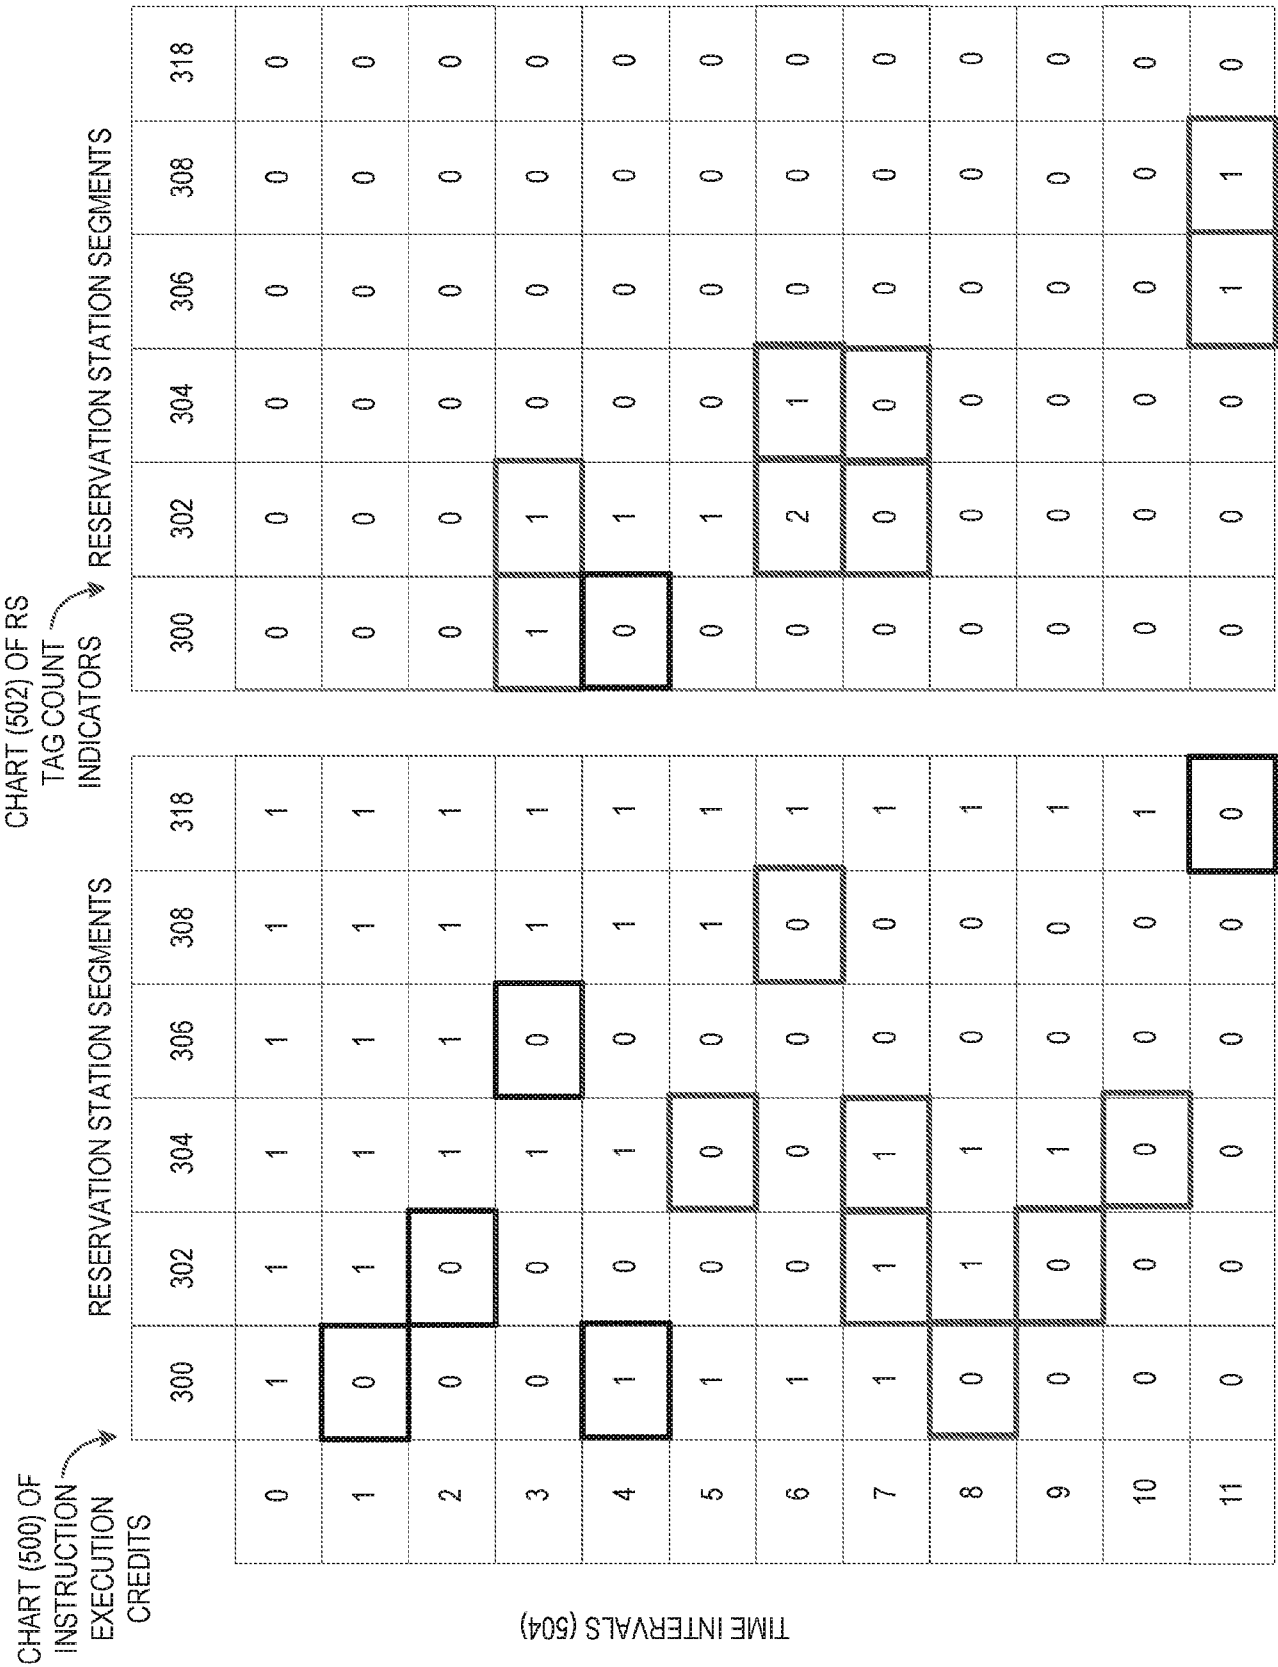 CHART (500) OF
INSTRUCTION
EXECUTION
CREDITS
CHART (502) OF RS
TAG COUNT
INDICATORS
RESERVATION STATION SEGMENTS
RESERVATION STATION SEGMENTS
300 302 304 306 308 318 300 302 304 306 308 318
TIME INTERVALS (504)
0 1 1 1 1 1 1 0 0 0 0 0 0
1 0 1 1 1 1 1 0 0 0 0 0 0
2 0 0 1 1 1 1 0 0 0 0 0 0
3 0 0 1 0 1 1 1 1 0 0 0 0
4 1 0 1 0 1 1 0 1 0 0 0 0
5 1 0 0 0 1 1 0 1 0 0 0 0
6 1 0 0 0 0 1 0 2 1 0 0 0
7 1 1 1 0 0 1 0 0 0 0 0 0
8 0 1 1 0 0 1 0 0 0 0 0 0
9 0 0 1 0 0 1 0 0 0 0 0 0
10 0 0 0 0 0 1 0 0 0 0 0 0
11 0 0 0 0 0 0 0 0 0 1 1 0